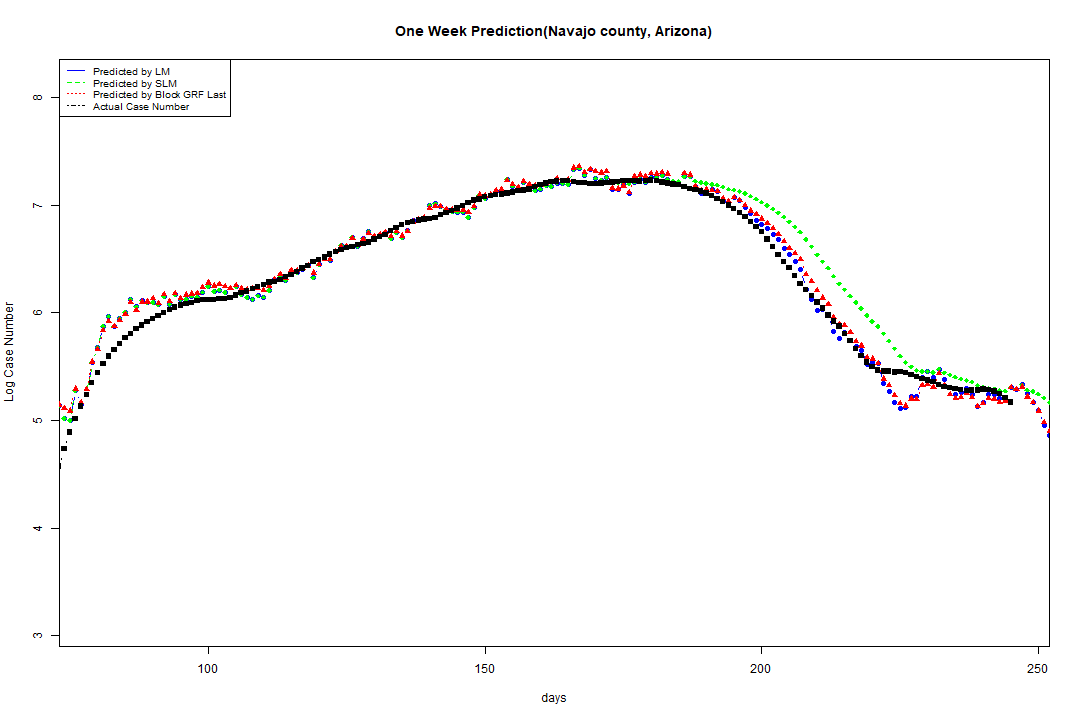 One Week Prediction(Navajo county, Arizona)
Predicted by LM
Predicted by SLM
Predicted by Block GRF Last
Actual Case Number
8
7
6
5
4
3
Log Case Number
100 150 200 250
days